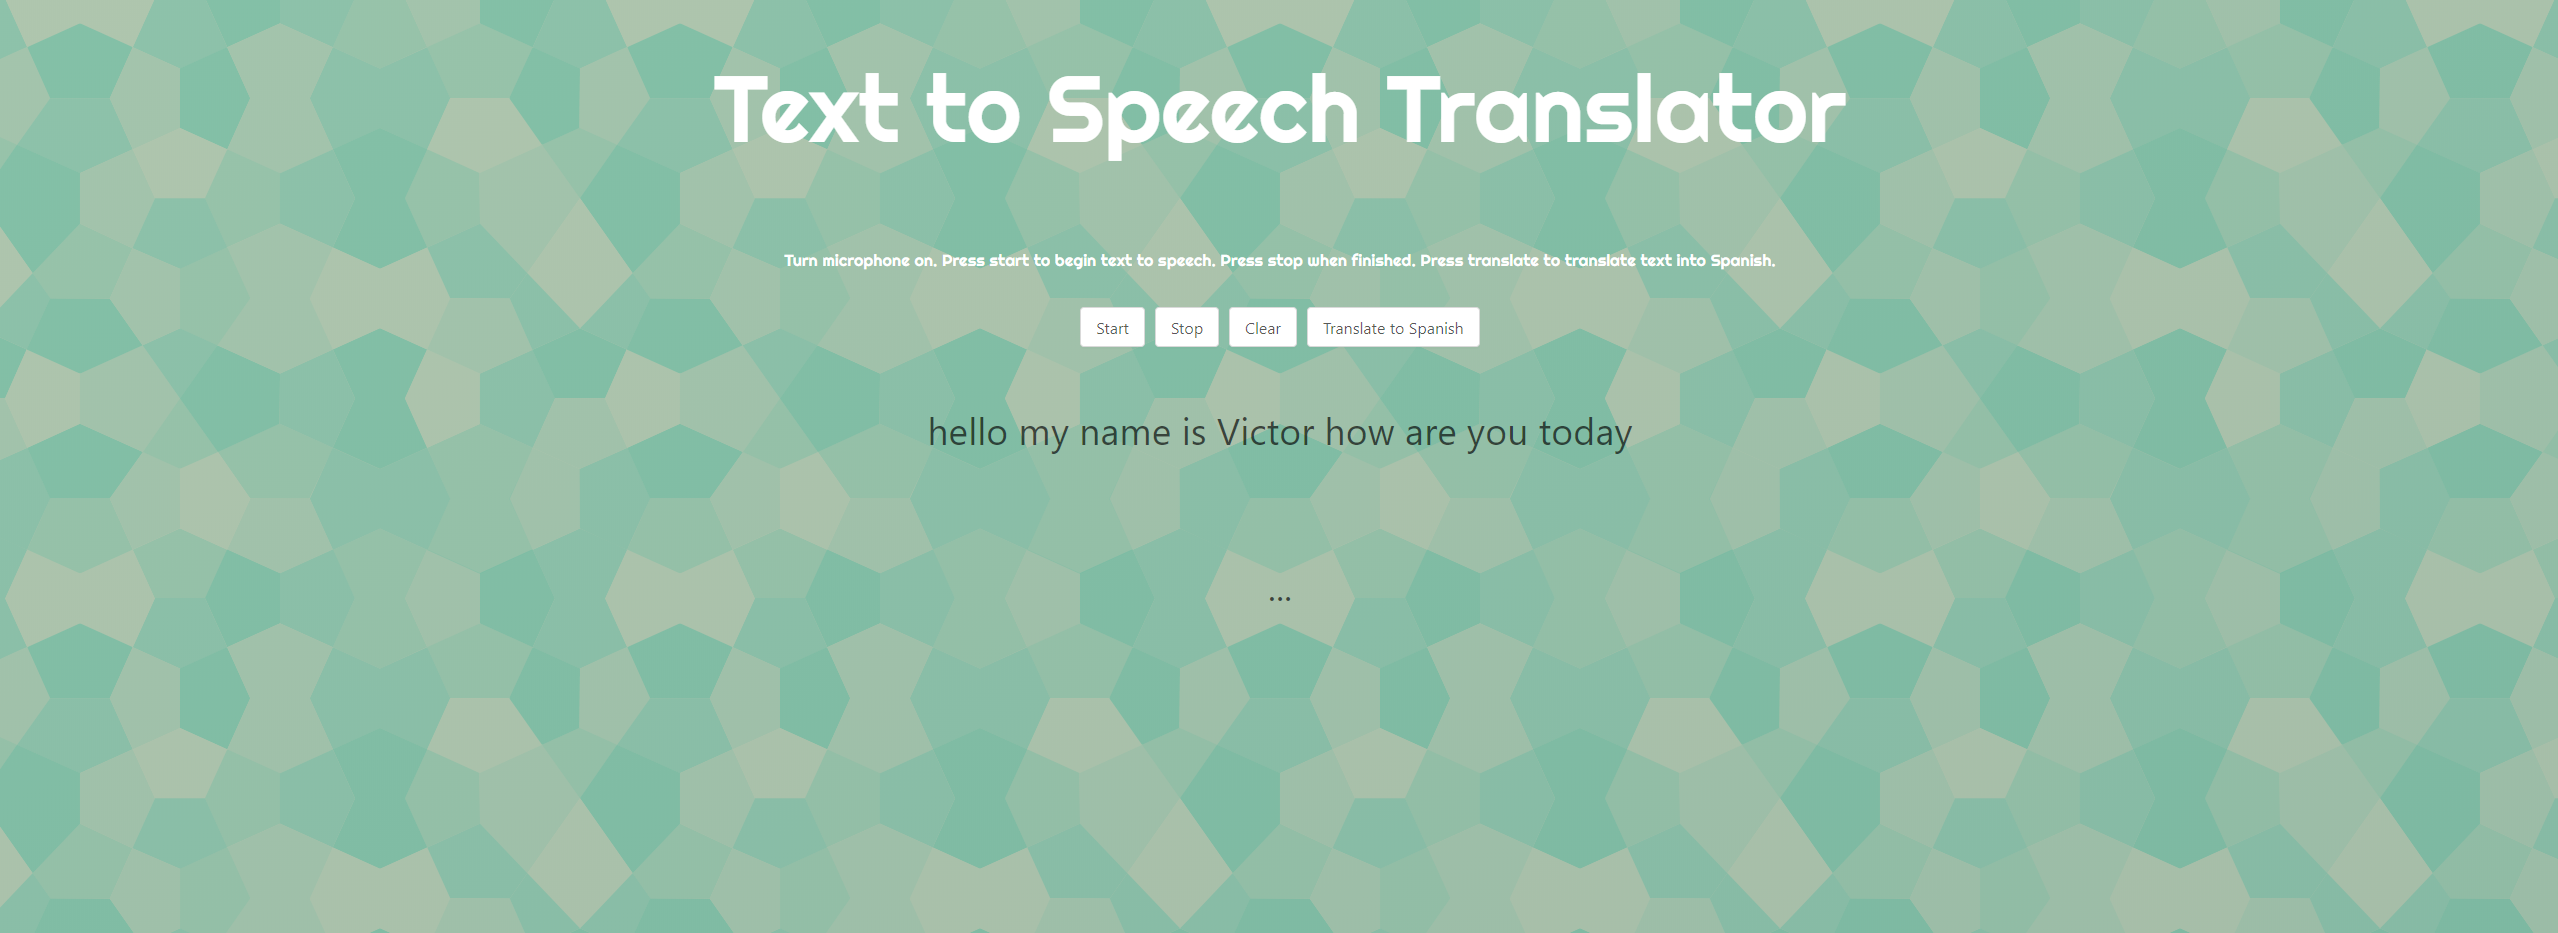 Text to Speech Translator
Turn microphone on. Press start to begin text to speech. Press stop when finished. Press translate to translate text into Spanish.
Start Stop Clear Translate to Spanish
hello my name is Victor how are you today
...